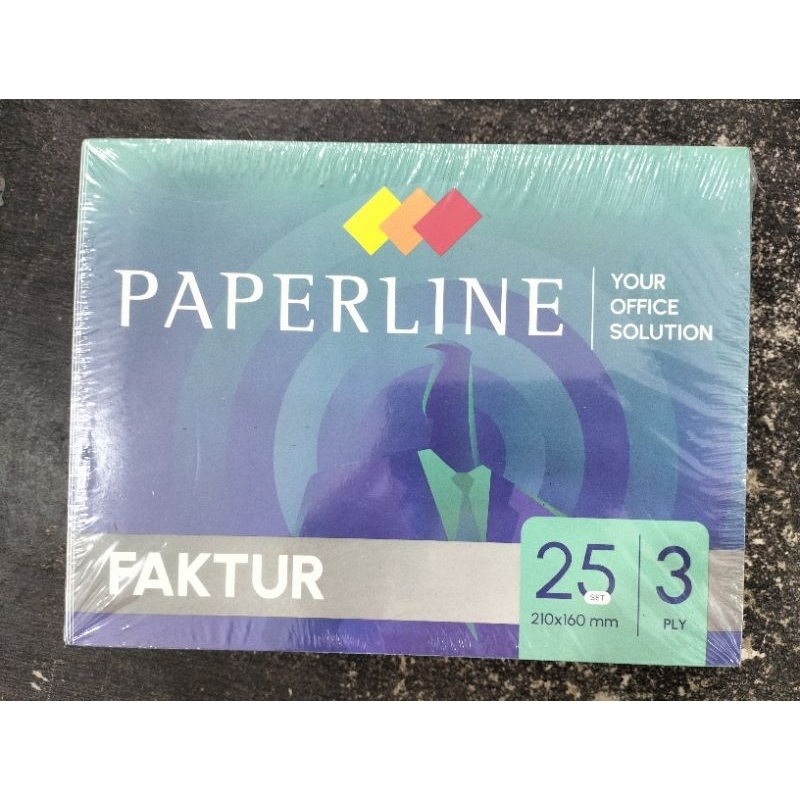 PAPERLINE
YOUR
OFFICE
SOLUTION
FAKTUR
25
SET
210x160 mm
3
PLY